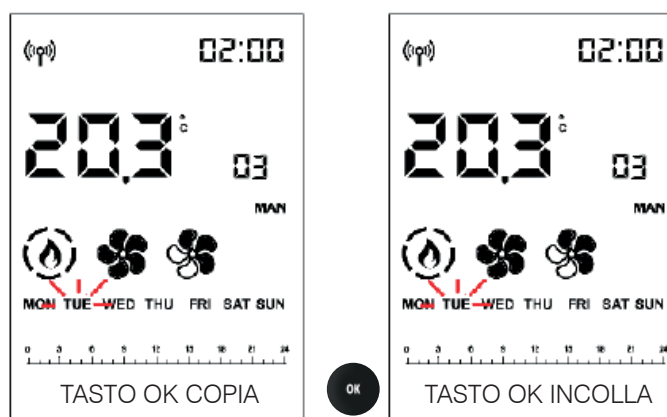 02:00
20.3 °C
03
MAN
MON TUE WED THU FRI SAT SUN
0 3 6 9 12 15 18 21 24
TASTO OK COPIA
OK
02:00
20.3 °C
03
MAN
MON TUE WED THU FRI SAT SUN
0 3 6 9 12 15 18 21 24
TASTO OK INCOLLA